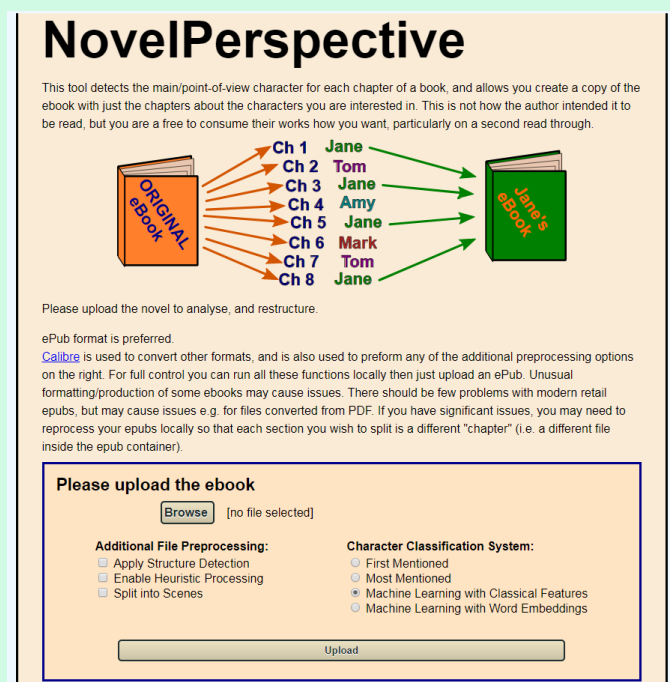 NovelPerspective
This tool detects the main/point-of-view character for each chapter of a book, and allows you create a copy of the
ebook with just the chapters about the characters you are interested in. This is not how the author intended it to
be read, but you are a free to consume their works how you want, particularly on a second read through.
ORIGINAL
eBook
Ch 1 Jane
Ch 2 Tom
Ch 3 Jane
Ch 4 Amy
Ch 5 Jane
Ch 6 Mark
Ch 7 Tom
Ch 8 Jane
Jane's
eBook
Please upload the novel to analyse, and restructure.
ePub format is preferred.
Calibre is used to convert other formats, and is also used to preform any of the additional preprocessing options
on the right. For full control you can run all these functions locally then just upload an ePub. Unusual
formatting/production of some ebooks may cause issues. There should be few problems with modern retail
epubs, but may cause issues e.g. for files converted from PDF. If you have significant issues, you may need to
reprocess your epubs locally so that each section you wish to split is a different "chapter" (i.e. a different file
inside the epub container).
Please upload the ebook
Browse [no file selected]
Additional File Preprocessing:
Apply Structure Detection
Enable Heuristic Processing
Split into Scenes
Character Classification System:
First Mentioned
Most Mentioned
Machine Learning with Classical Features
Machine Learning with Word Embeddings
Upload